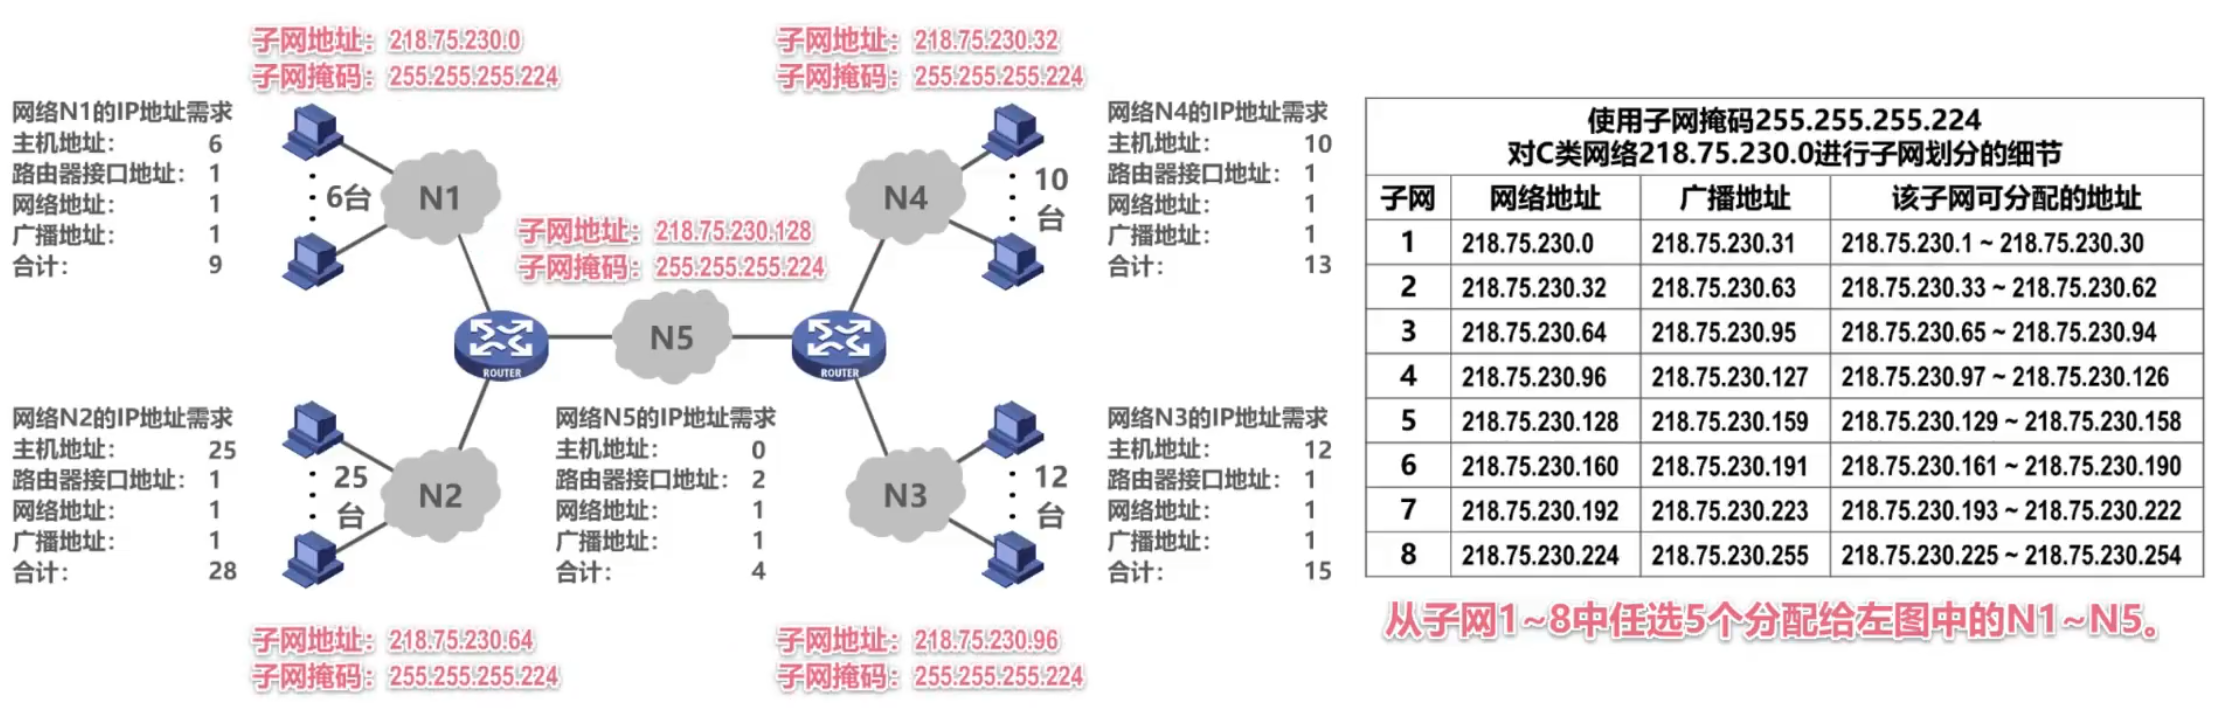 子网地址：218.75.230.0
子网掩码：255.255.255.224
子网地址：218.75.230.32
子网掩码：255.255.255.224
网络N1的IP地址需求
主机地址： 6
路由器接口地址： 1
网络地址： 1
广播地址： 1
合计： 9
6台
N1
N4
10
台
网络N4的IP地址需求
主机地址： 10
路由器接口地址： 1
网络地址： 1
广播地址： 1
合计： 13
子网地址：218.75.230.128
子网掩码：255.255.255.224
N5
ROUTER
ROUTER
网络N2的IP地址需求
主机地址： 25
路由器接口地址： 1
网络地址： 1
广播地址： 1
合计： 28
25
台
N2
网络N5的IP地址需求
主机地址： 0
路由器接口地址： 2
网络地址： 1
广播地址： 1
合计： 4
N3
12
台
网络N3的IP地址需求
主机地址： 12
路由器接口地址： 1
网络地址： 1
广播地址： 1
合计： 15
子网地址：218.75.230.64
子网掩码：255.255.255.224
子网地址：218.75.230.96
子网掩码：255.255.255.224
使用子网掩码255.255.255.224
对C类网络218.75.230.0进行子网划分的细节
子网 网络地址 广播地址 该子网可分配的地址
1 218.75.230.0 218.75.230.31 218.75.230.1 ~ 218.75.230.30
2 218.75.230.32 218.75.230.63 218.75.230.33 ~ 218.75.230.62
3 218.75.230.64 218.75.230.95 218.75.230.65 ~ 218.75.230.94
4 218.75.230.96 218.75.230.127 218.75.230.97 ~ 218.75.230.126
5 218.75.230.128 218.75.230.159 218.75.230.129 ~ 218.75.230.158
6 218.75.230.160 218.75.230.191 218.75.230.161 ~ 218.75.230.190
7 218.75.230.192 218.75.230.223 218.75.230.193 ~ 218.75.230.222
8 218.75.230.224 218.75.230.255 218.75.230.225 ~ 218.75.230.254
从子网1~8中任选5个分配给左图中的N1~N5。